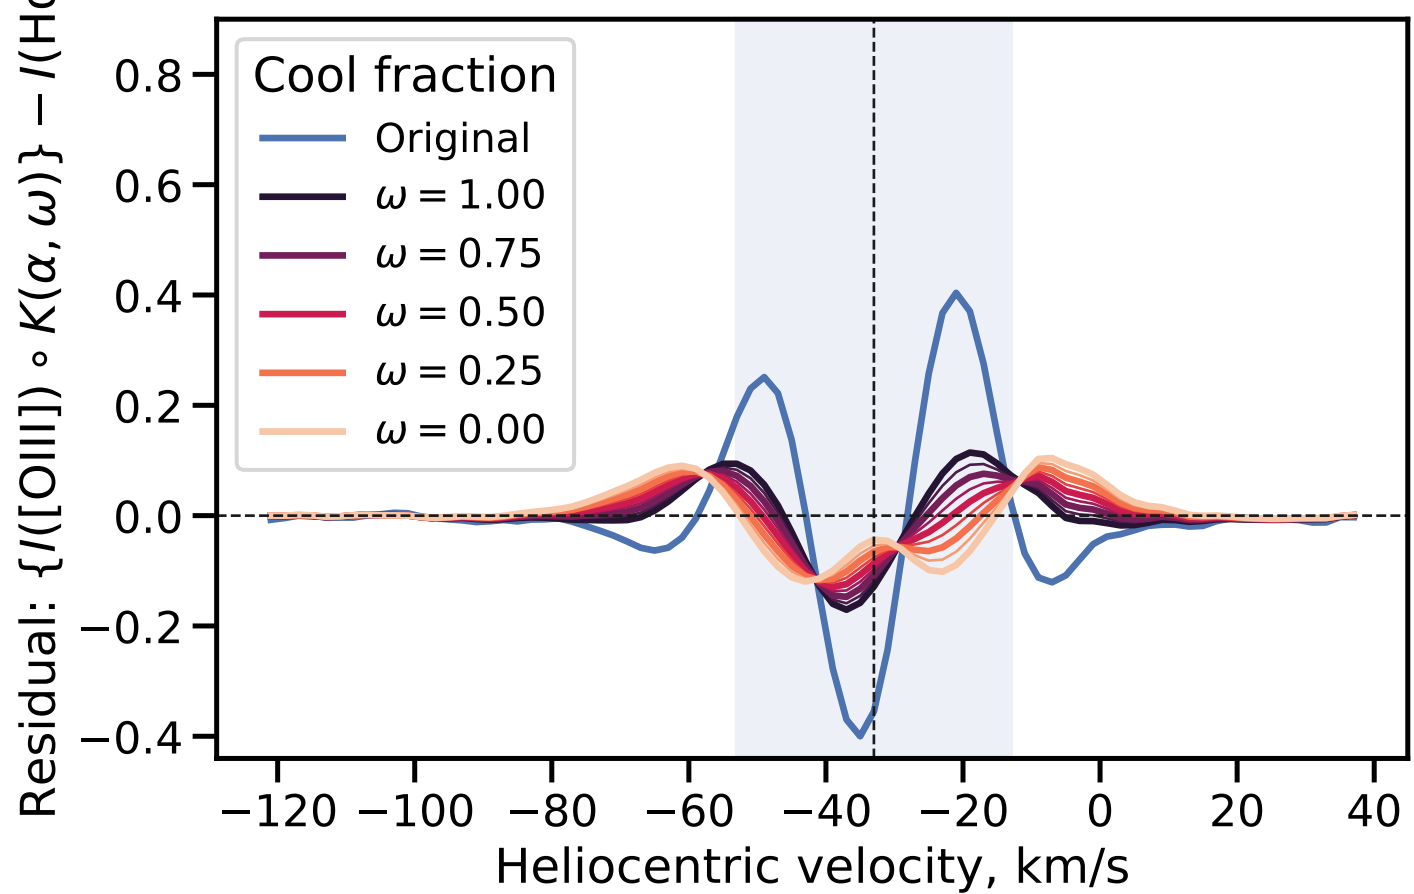 Residual: {I([OIII]) ∘ K(α, ω)} − I(H
0.8
0.6
0.4
0.2
0.0
−0.2
−0.4
Cool fraction
Original
ω = 1.00
ω = 0.75
ω = 0.50
ω = 0.25
ω = 0.00
−120 −100 −80 −60 −40 −20 0 20 40
Heliocentric velocity, km/s